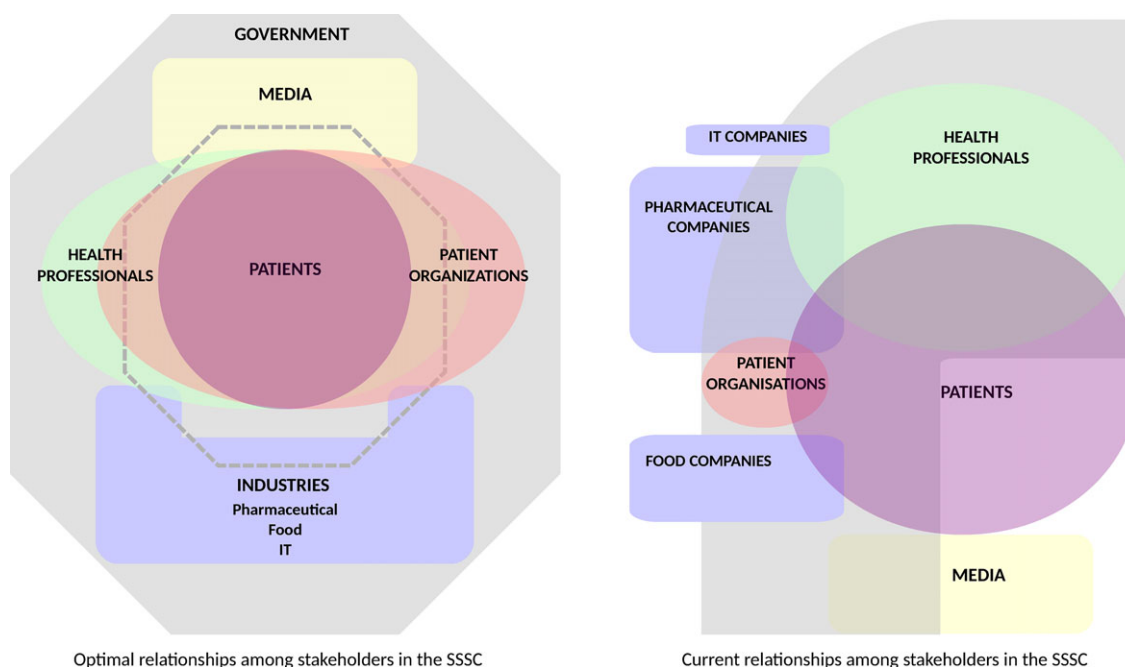 GOVERNMENT
MEDIA
HEALTH
PROFESSIONALS
PATIENTS
PATIENT
ORGANIZATIONS
INDUSTRIES
Pharmaceutical
Food
IT
Optimal relationships among stakeholders in the SSSC
IT COMPANIES
HEALTH
PROFESSIONALS
PHARMACEUTICAL
COMPANIES
PATIENT
ORGANISATIONS
PATIENTS
FOOD COMPANIES
MEDIA
Current relationships among stakeholders in the SSSC